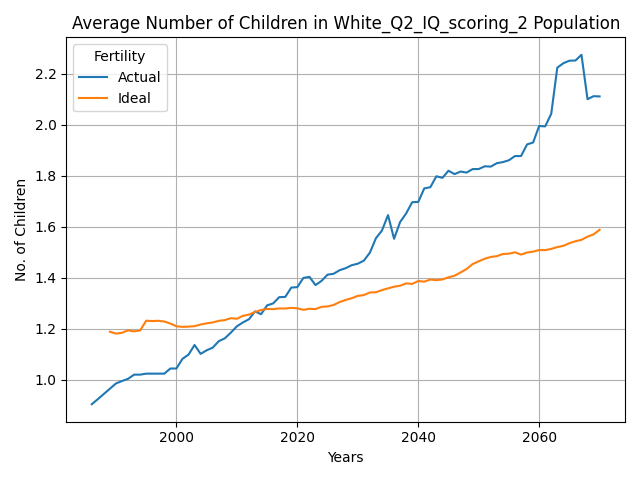 Average Number of Children in White_Q2_IQ_scoring_2 Population
Fertility
Actual
Ideal
No. of Children
2.2
2.0
1.8
1.6
1.4
1.2
1.0
2000
2020
2040
2060
Years